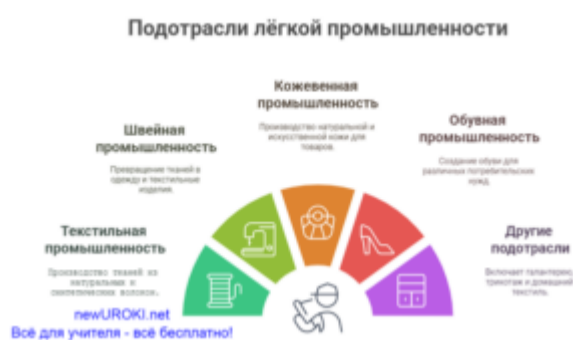 Подотрасли лёгкой промышленности
Кожевенная
промышленность
Производство натуральной и
искусственной кожи для
товаров.
Швейная
промышленность
Превращение тканей в
одежду и текстильные
изделия.
Обувная
промышленность
Создание обуви для
различных потребительских
нужд.
Текстильная
промышленность
Производство тканей из
натуральных и
синтетических волокон.
Другие
подотрасли
Включает галантерею,
трикотаж и домашний
текстиль.
newUROKI.net
Всё для учителя - всё бесплатно!